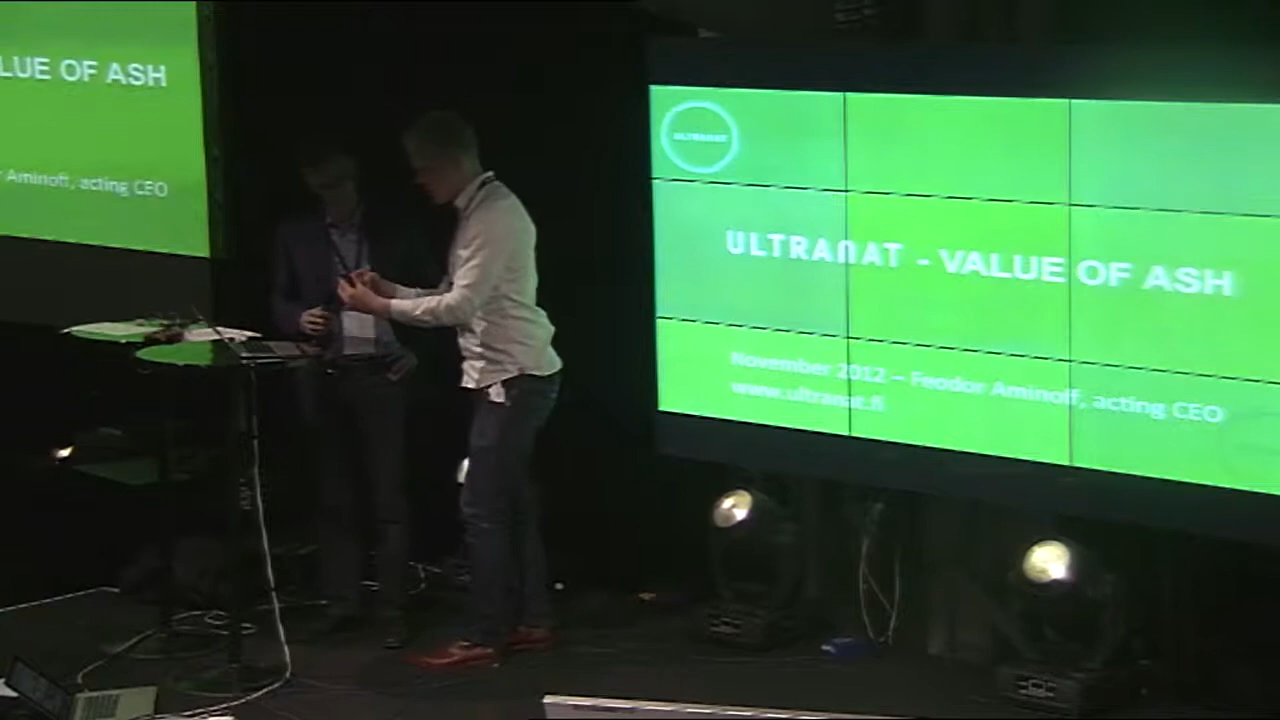 LUE OF ASH
Aminoff, acting CEO
ULTRANAT
ULTRANAT - VALUE OF ASH
November 2012 – Feodor Aminoff, acting CEO
www.ultranat.fi